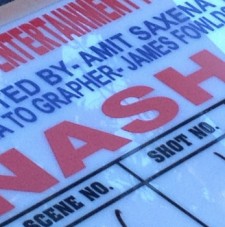 ENTERTAINMENT
TED BY- AMIT SAXENA
A TO GRAPHER- JAMES FOWLD
NASH
SCENE NO. SHOT NO.